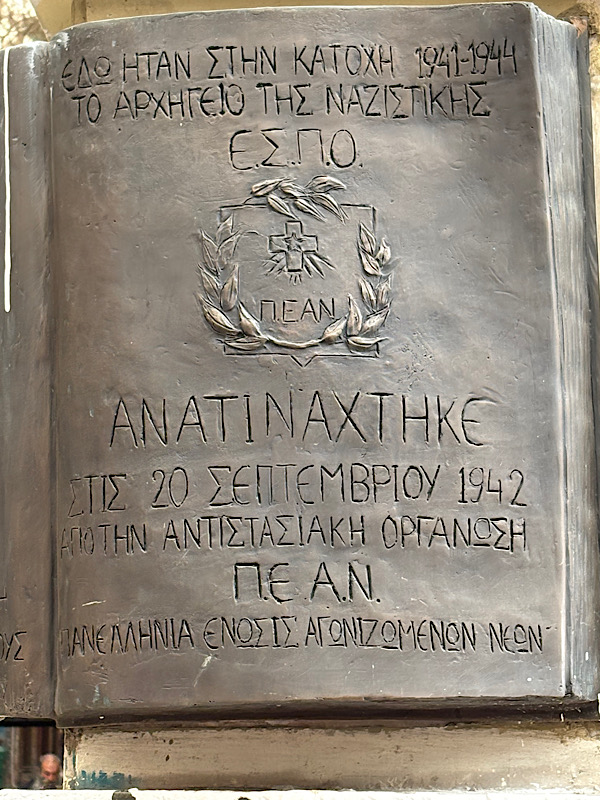 ΕΔΩ ΗΤΑΝ ΣΤΗΝ ΚΑΤΟΧΗ 1941-1944
ΤΟ ΑΡΧΗΓΕΙΟ ΤΗΣ ΝΑΖΙΣΤΙΚΗΣ
Ε.Σ.Π.Ο.
Π.ΕΑΝ
ΑΝΑΤΙΝΑΧΤΗΚΕ
ΣΤΙΣ 20 ΣΕΠΤΕΜΒΡΙΟΥ 1942
ΑΠΟ ΤΗΝ ΑΝΤΙΣΤΑΣΙΑΚΗ ΟΡΓΑΝΩΣΗ
Π.Ε Α.Ν.
ΠΑΝΕΛΛΗΝΙΑ ΕΝΩΣΙΣ ΑΓΩΝΙΖΟΜΕΝΩΝ ΝΕΩΝ